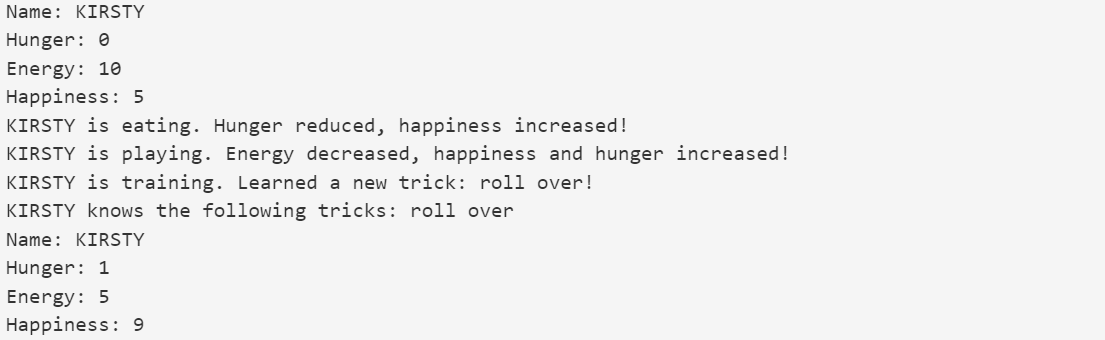 Name: KIRSTY
Hunger: 0
Energy: 10
Happiness: 5
KIRSTY is eating. Hunger reduced, happiness increased!
KIRSTY is playing. Energy decreased, happiness and hunger increased!
KIRSTY is training. Learned a new trick: roll over!
KIRSTY knows the following tricks: roll over
Name: KIRSTY
Hunger: 1
Energy: 5
Happiness: 9